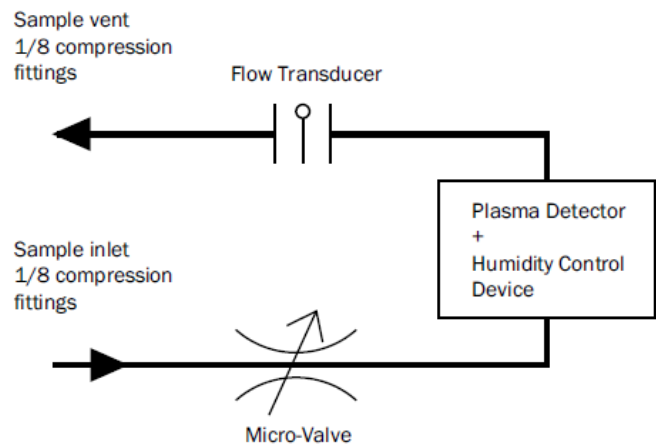 Sample vent
1/8 compression
fittings
Flow Transducer
Plasma Detector
+
Humidity Control
Device
Sample inlet
1/8 compression
fittings
Micro-Valve